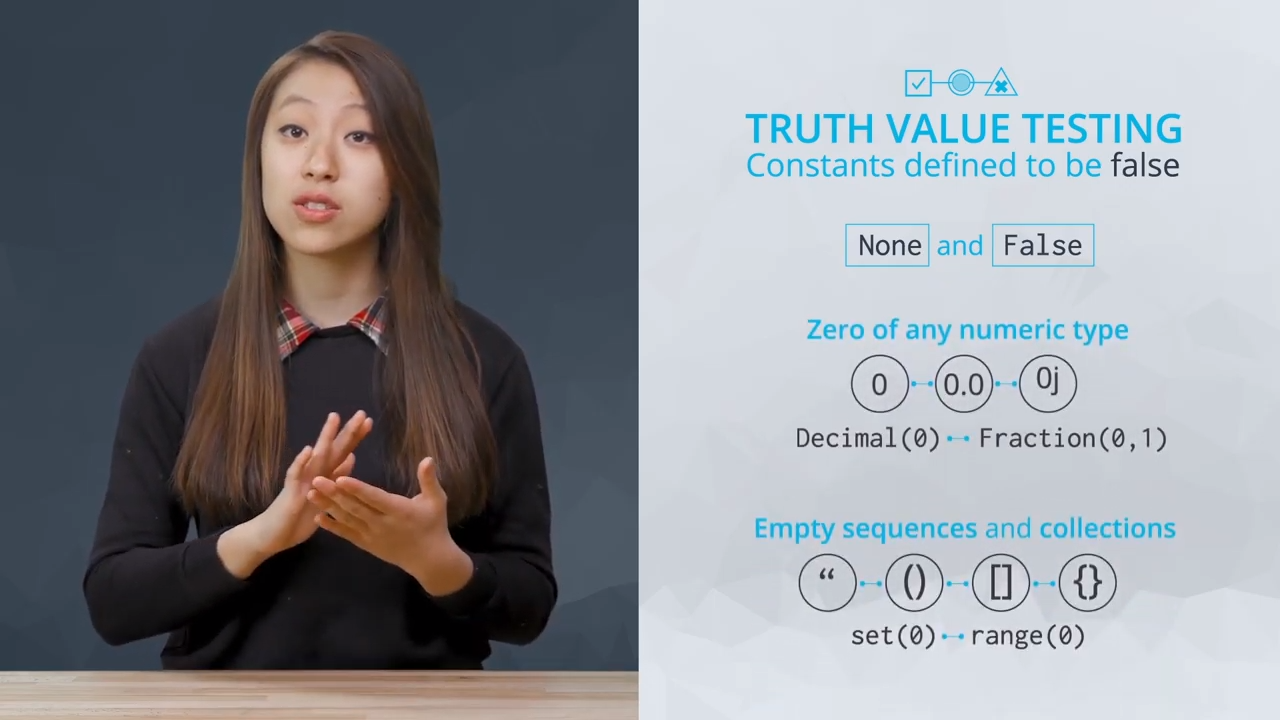 TRUTH VALUE TESTING
Constants defined to be false
None and False
Zero of any numeric type
0 0.0 0j
Decimal(0) Fraction(0,1)
Empty sequences and collections
“ () [] {}
set(0) range(0)